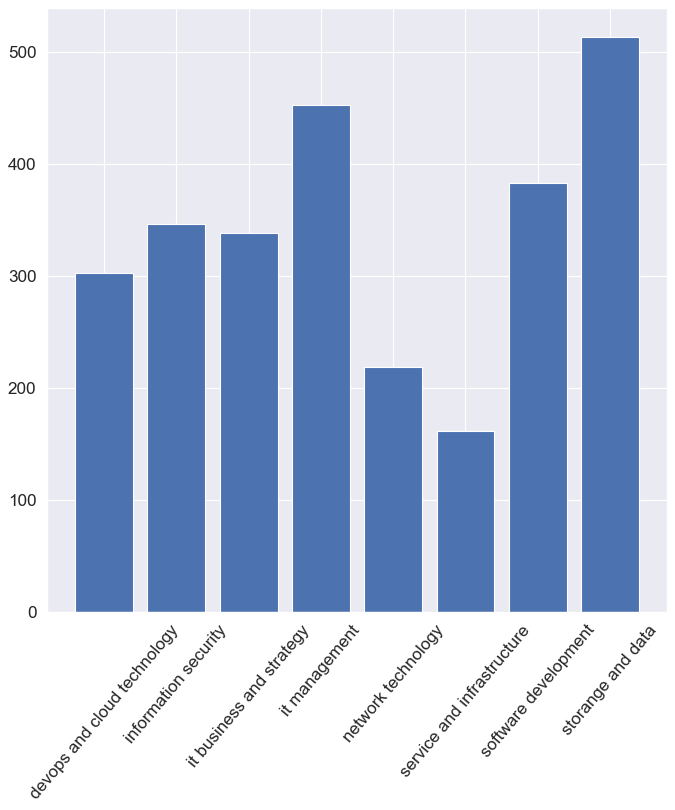 500
400
300
200
100
0
devops and cloud technology
information security
it business and strategy
it management
network technology
service and infrastructure
software development
storange and data